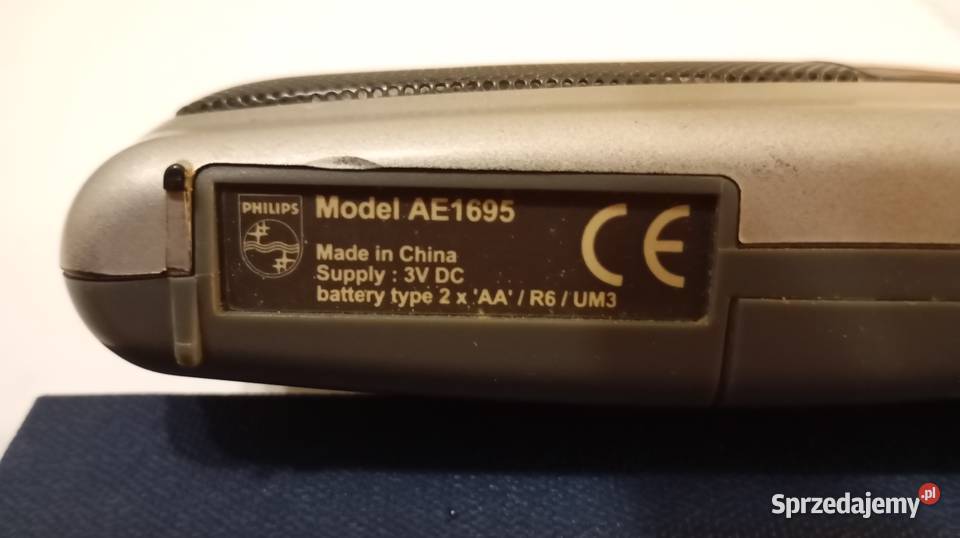 PHILIPS
Model AE1695
Made in China
Supply : 3V DC
battery type 2 x 'AA' / R6 / UM3
CE
Sprzedajemy.pl